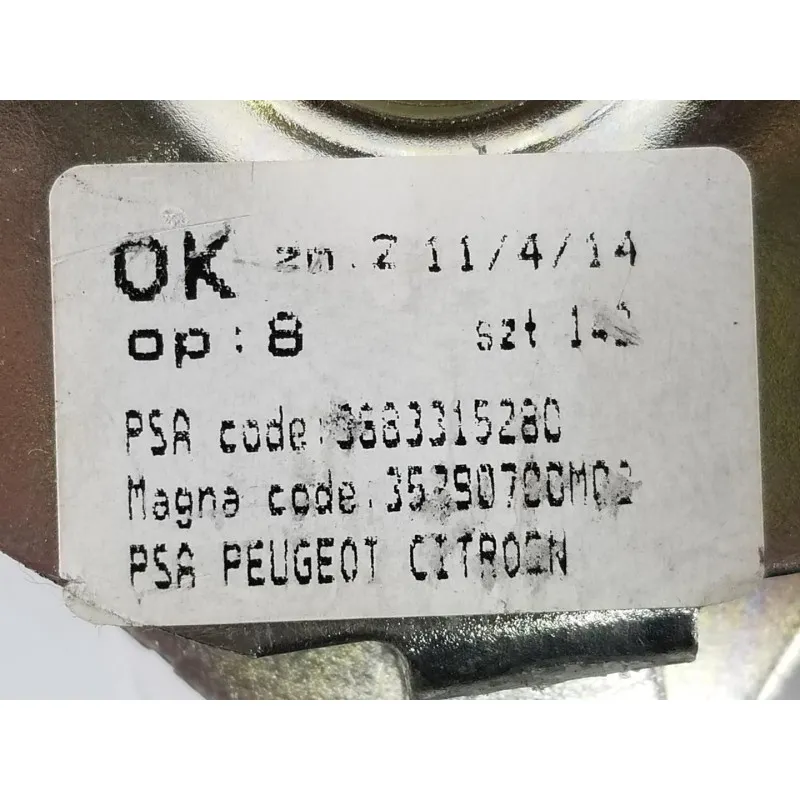 OK zm.2 11/4/14
op:8 szt
PSA code:9683315280
Magna code:
PSA PEUGEOT CITROEN